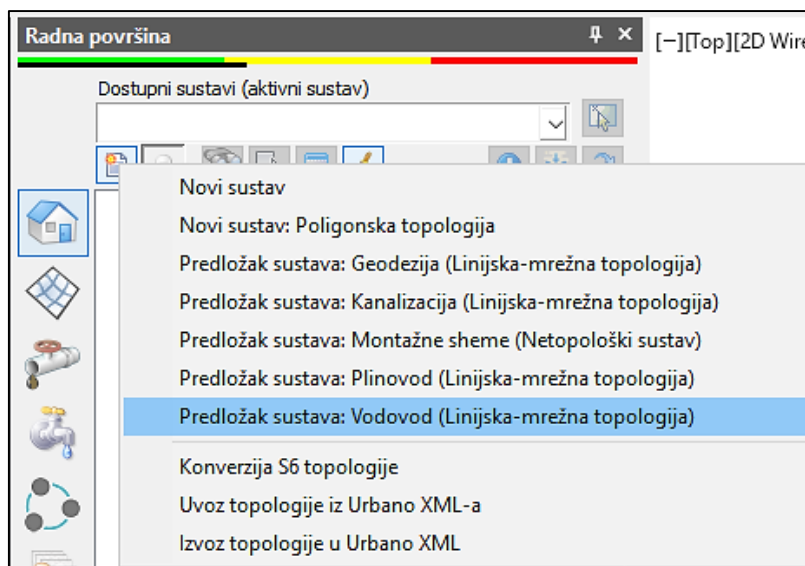 Radna površina
[−][Top][2D Wire
Dostupni sustavi (aktivni sustav)
Novi sustav
Novi sustav: Poligonska topologija
Predložak sustava: Geodezija (Linijska-mrežna topologija)
Predložak sustava: Kanalizacija (Linijska-mrežna topologija)
Predložak sustava: Montažne sheme (Netopološki sustav)
Predložak sustava: Plinovod (Linijska-mrežna topologija)
Predložak sustava: Vodovod (Linijska-mrežna topologija)
Konverzija S6 topologije
Uvoz topologije iz Urbano XML-a
Izvoz topologije u Urbano XML